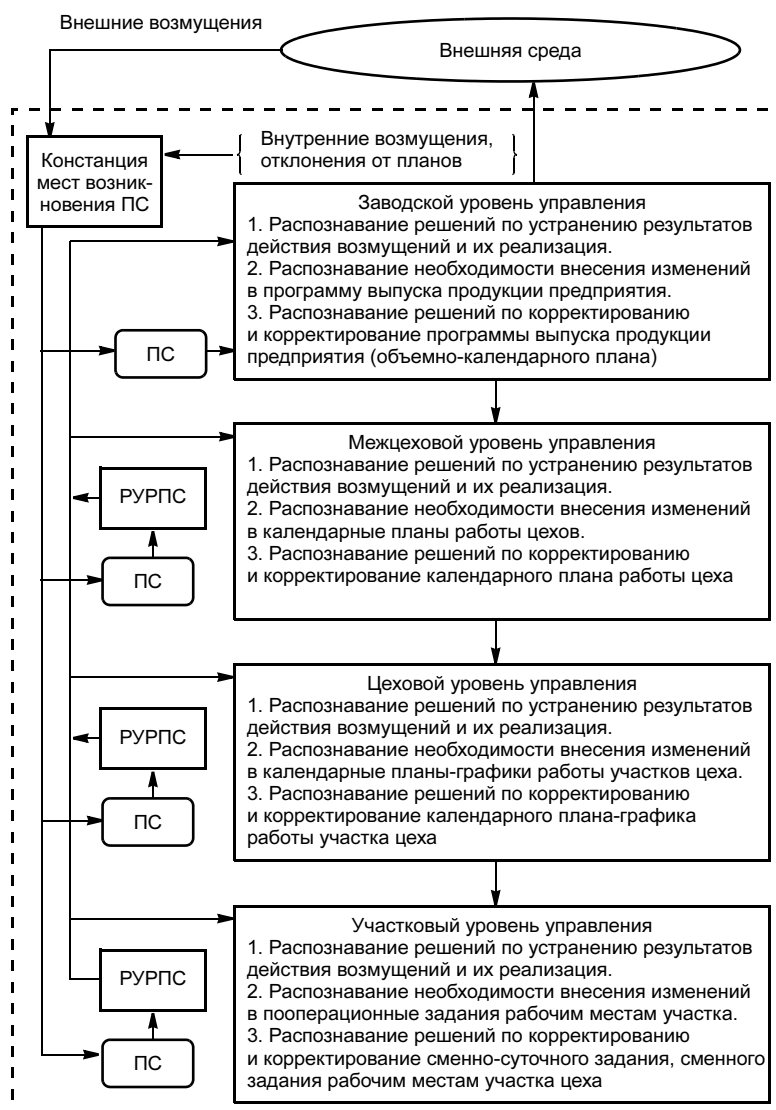 Внешние возмущения
Внешняя среда
Внутренние возмущения,
отклонения от планов
Констанция
мест возник-
новения ПС
Заводской уровень управления
1. Распознавание решений по устранению результатов
действия возмущений и их реализация.
2. Распознавание необходимости внесения изменений
в программу выпуска продукции предприятия.
3. Распознавание решений по корректированию
и корректирование программы выпуска продукции
предприятия (объемно-календарного плана)
ПС
Межцеховой уровень управления
1. Распознавание решений по устранению результатов
действия возмущений и их реализация.
2. Распознавание необходимости внесения изменений
в календарные планы работы цехов.
3. Распознавание решений по корректированию
и корректирование календарного плана работы цеха
РУРПС
ПС
Цеховой уровень управления
1. Распознавание решений по устранению результатов
действия возмущений и их реализация.
2. Распознавание необходимости внесения изменений
в календарные планы-графики работы участков цеха.
3. Распознавание решений по корректированию
и корректирование календарного плана-графика
работы участка цеха
РУРПС
ПС
Участковый уровень управления
1. Распознавание решений по устранению результатов
действия возмущений и их реализация.
2. Распознавание необходимости внесения изменений
в пооперационные задания рабочим местам участка.
3. Распознавание решений по корректированию
и корректирование сменно-суточного задания, сменного
задания рабочим местам участка цеха
РУРПС
ПС